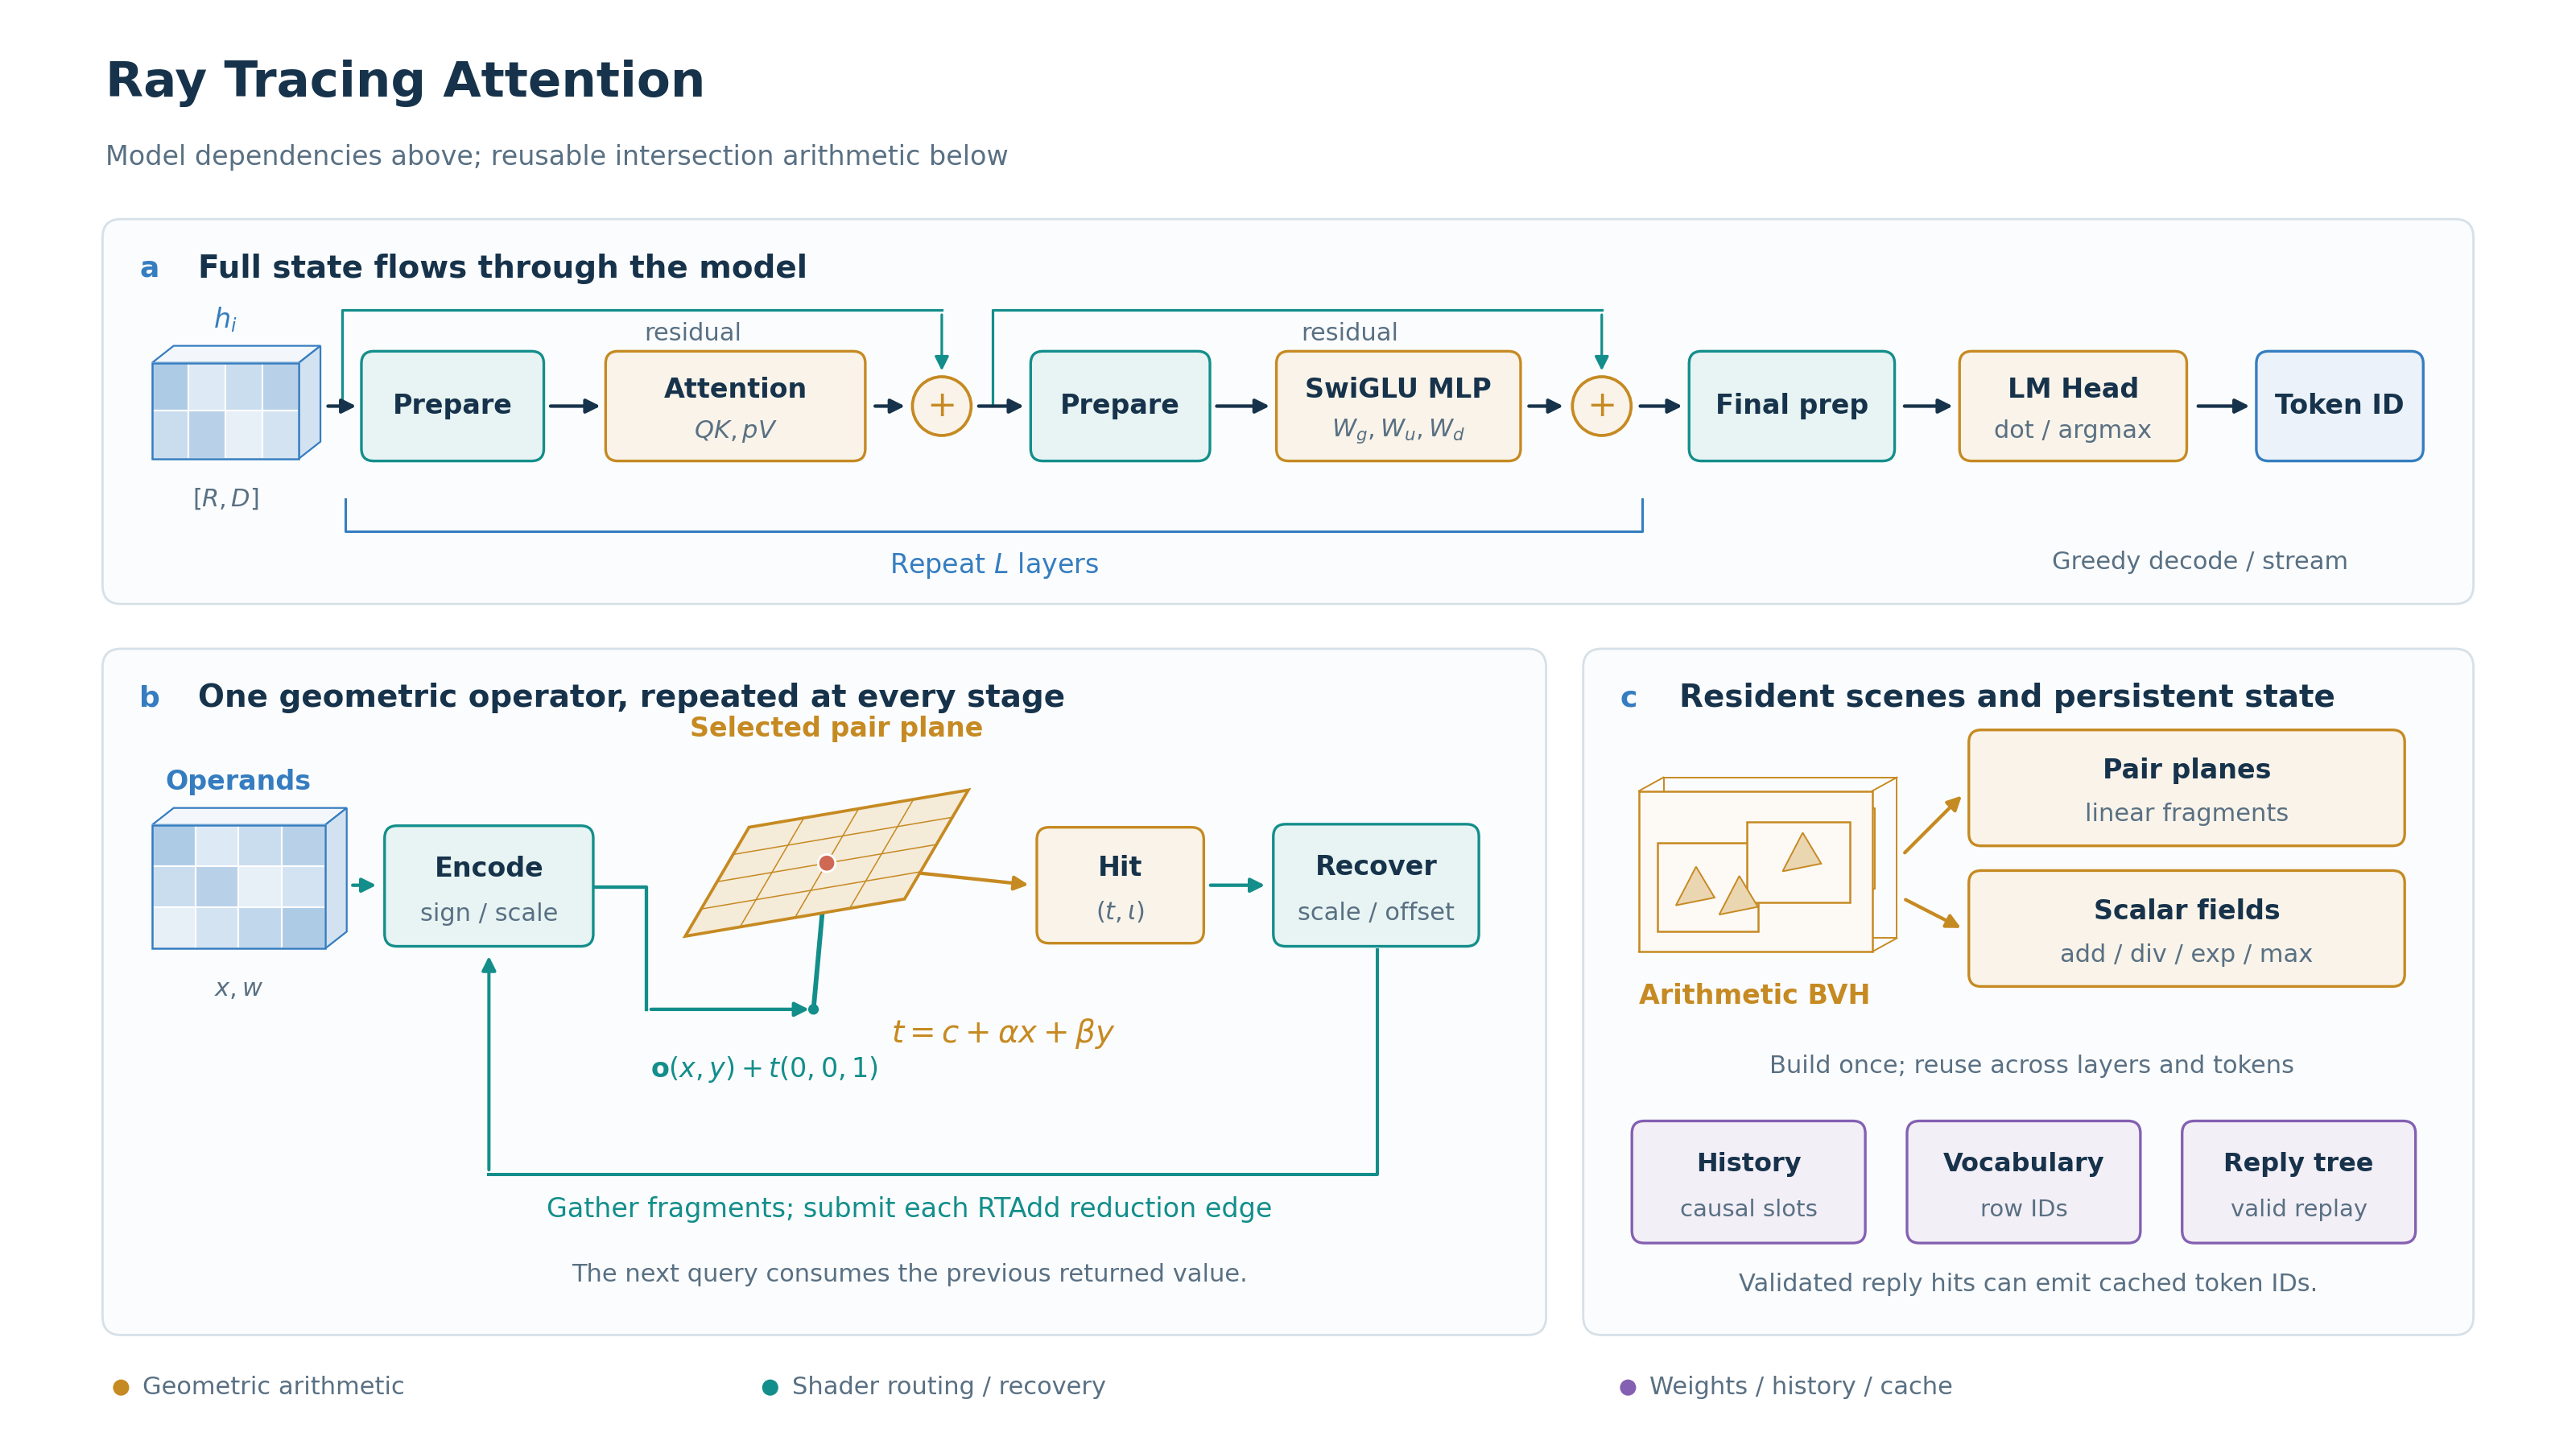 Ray Tracing Attention
Model dependencies above; reusable intersection arithmetic below
a Full state flows through the model
h_i
residual
residual
Prepare
Attention
QK, pV
+
Prepare
SwiGLU MLP
W_g, W_u, W_d
+
Final prep
LM Head
dot / argmax
Token ID
[R, D]
Repeat L layers
Greedy decode / stream
b One geometric operator, repeated at every stage
Selected pair plane
Operands
Encode
sign / scale
Hit
(t, ι)
Recover
scale / offset
x, w
t = c + αx + βy
o(x, y) + t(0, 0, 1)
Gather fragments; submit each RTAdd reduction edge
The next query consumes the previous returned value.
c Resident scenes and persistent state
Pair planes
linear fragments
Scalar fields
add / div / exp / max
Arithmetic BVH
Build once; reuse across layers and tokens
History
causal slots
Vocabulary
row IDs
Reply tree
valid replay
Validated reply hits can emit cached token IDs.
Geometric arithmetic
Shader routing / recovery
Weights / history / cache